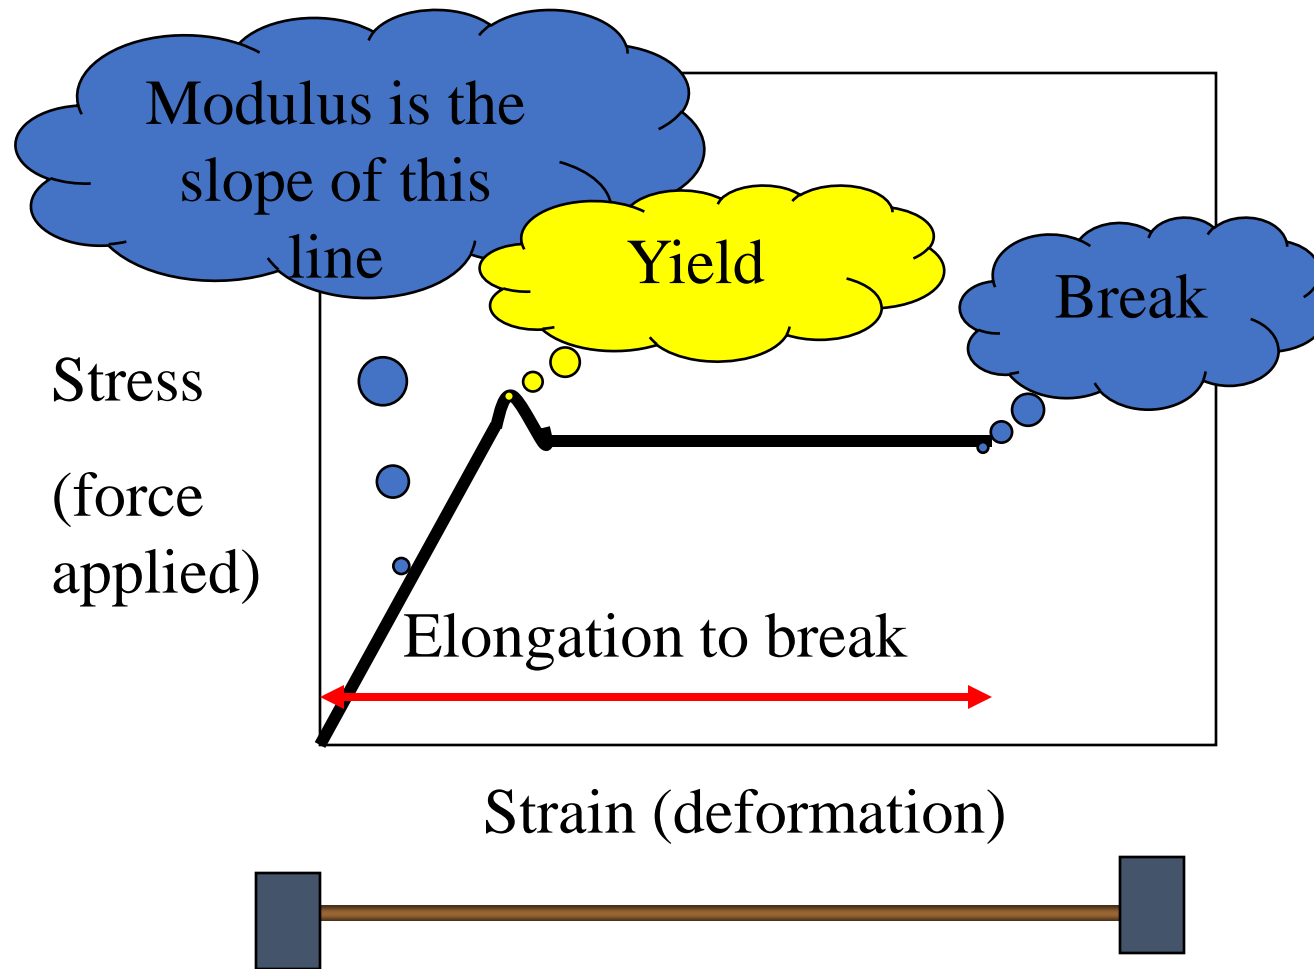 Modulus is the
slope of this
line
Yield
Break
Stress
(force
applied)
Elongation to break
Strain (deformation)